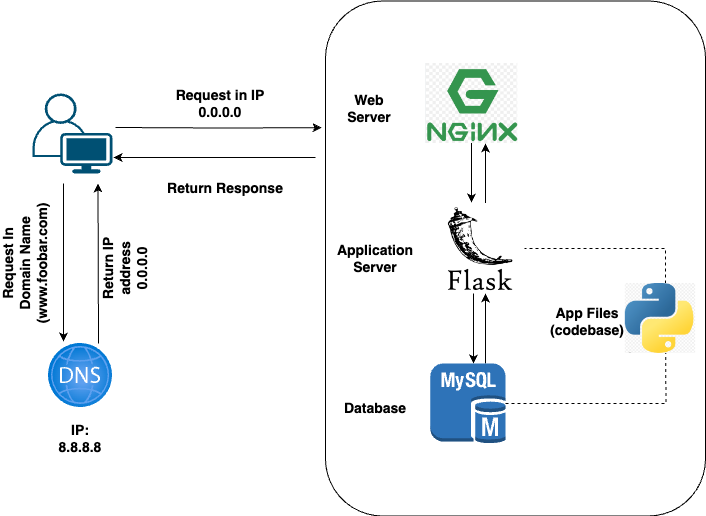 Request in IP
0.0.0.0
Return Response
Request In
Domain Name
(www.foobar.com)
Return IP
address
0.0.0.0
DNS
IP:
8.8.8.8
Web
Server
NGiNX
Application
Server
Flask
App Files
(codebase)
Database
MySQL
M